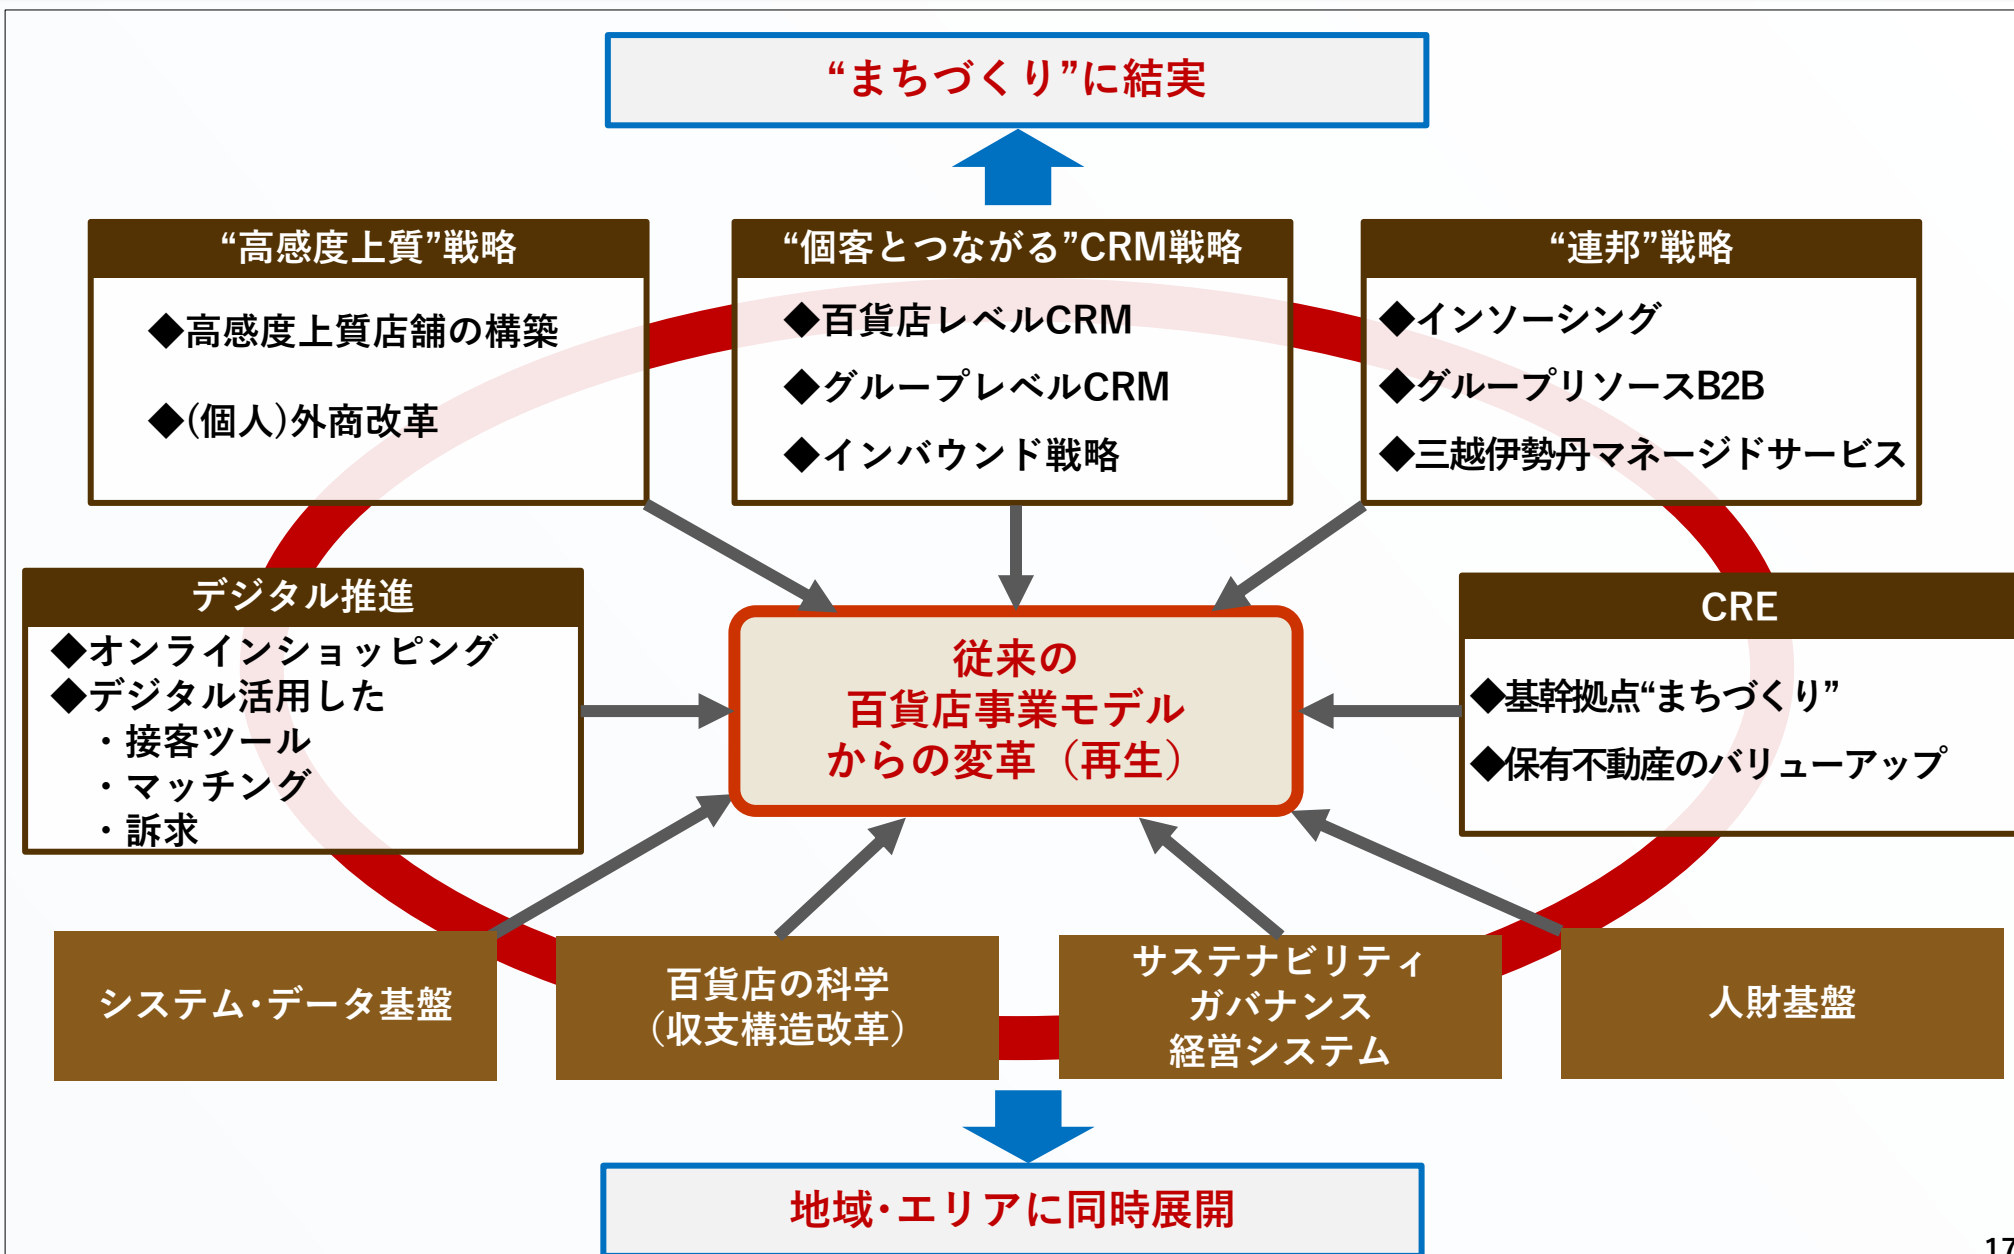 “まちづくり”に結実
“高感度上質”戦略
◆高感度上質店舗の構築
◆(個人)外商改革
“個客とつながる”CRM戦略
◆百貨店レベルCRM
◆グループレベルCRM
◆インバウンド戦略
“連邦”戦略
◆インソーシング
◆グループリソースB2B
◆三越伊勢丹マネージドサービス
デジタル推進
◆オンラインショッピング
◆デジタル活用した
・接客ツール
・マッチング
・訴求
従来の
百貨店事業モデル
からの変革（再生）
CRE
◆基幹拠点“まちづくり”
◆保有不動産のバリューアップ
システム･データ基盤
百貨店の科学
（収支構造改革）
サステナビリティ
ガバナンス
経営システム
人財基盤
地域･エリアに同時展開
17